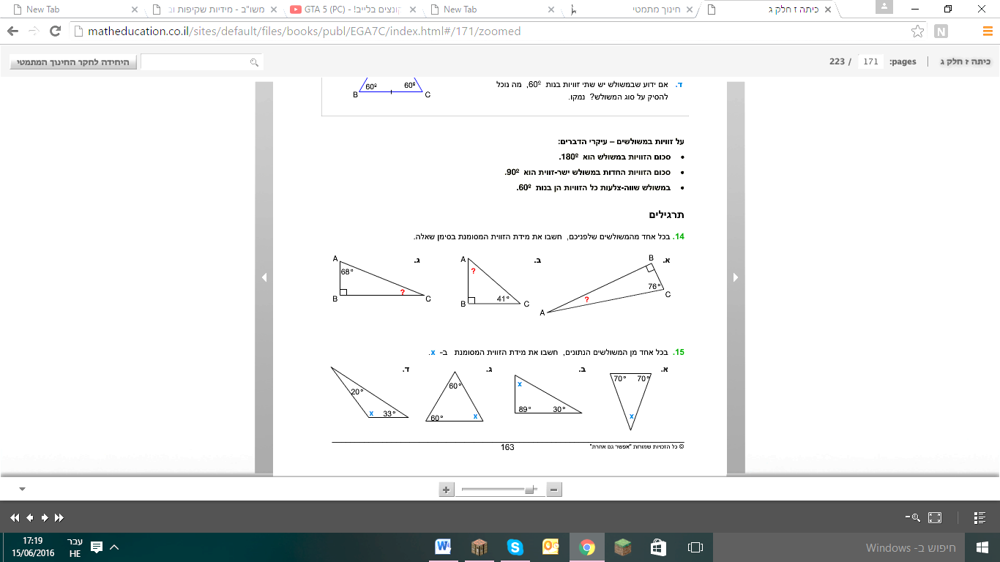 New Tab
משו"ב - מידיות שקיפות וב
GTA 5 (PC) - קונצים בלייב!
New Tab
חינוך מתמטי
כיתה ז חלק ג
matheducation.co.il/sites/default/files/books/publ/EGA7C/index.html#/171/zoomed
כיתה ז חלק ג
pages: 171 / 223
היחידה לחקר החינוך המתמטי
ד. אם ידוע שבמשולש יש שתי זוויות בנות 60º, מה נוכל
להסיק על סוג המשולש? נמקו.
60º 60º
B C
על זוויות במשולשים – עיקרי הדברים:
• סכום הזוויות במשולש הוא 180º.
• סכום הזוויות החדות במשולש ישר-זווית הוא 90º.
• במשולש שווה-צלעות כל הזוויות הן בנות 60º.
תרגילים
14. בכל אחד מהמשולשים שלפניכם, חשבו את מידת הזווית המסומנת בסימן שאלה.
א.
B
76°
C
?
A
ב.
A
?
41°
B C
ג.
A
68°
?
B C
15. בכל אחד מן המשולשים הנתונים, חשבו את מידת הזווית המסומנת ב- x.
א.
70° 70°
x
ב.
x
89° 30°
ג.
60°
60° x
ד.
20°
x 33°
© כל הזכויות שמורות "אפשר גם אחרת"
163
חיפוש ב- Windows
עבר
HE
17:19
15/06/2016